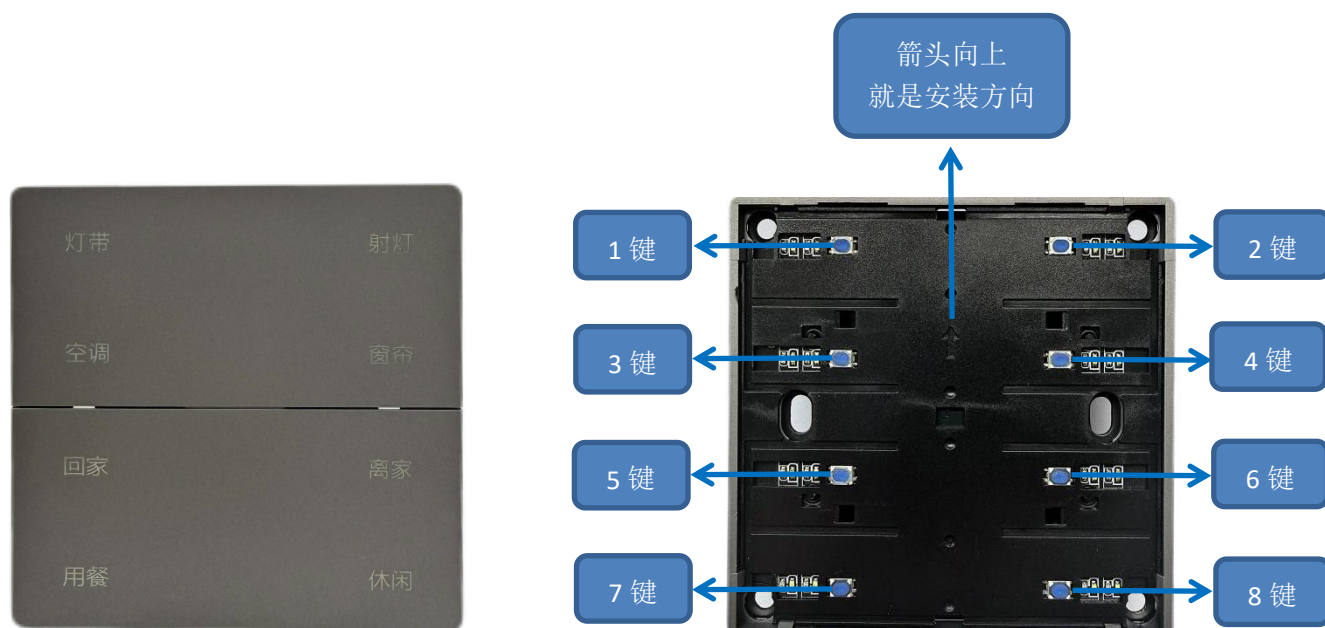 箭头向上
就是安装方向
灯带
射灯
空调
窗帘
回家
离家
用餐
休闲
1 键
2 键
3 键
4 键
5 键
6 键
7 键
8 键